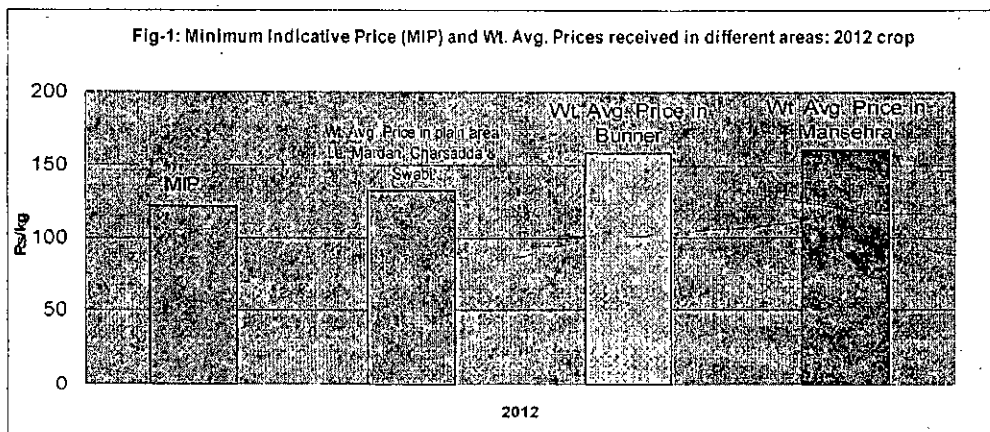 Fig-1: Minimum Indicative Price (MIP) and Wt. Avg. Prices received in different areas: 2012 crop
200
150
100
50
0
Rs/kg
MIP
Wt. Avg. Price in plain area
i.e. Mardan, Charsadda &
Swabi
Wt. Avg. Price in
Bunner
Wt. Avg. Price in
Mansehra
2012